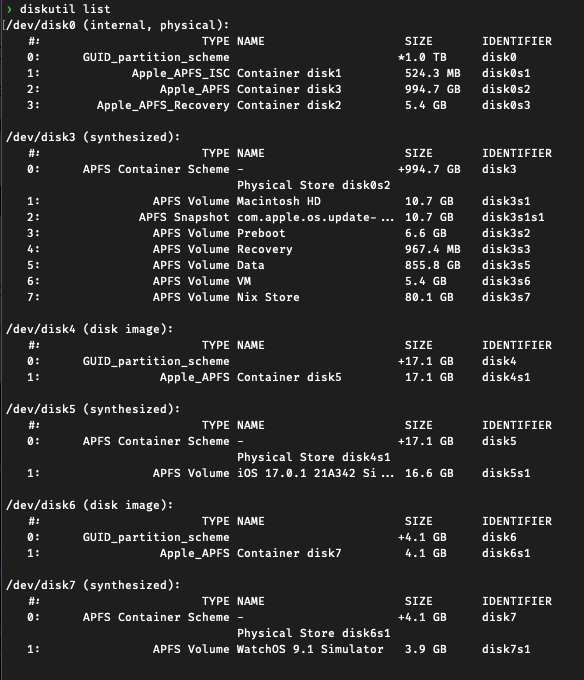 ❯ diskutil list
/dev/disk0 (internal, physical):
   #:                       TYPE NAME                    SIZE       IDENTIFIER
   0:      GUID_partition_scheme                        *1.0 TB     disk0
   1:             Apple_APFS_ISC Container disk1         524.3 MB   disk0s1
   2:                 Apple_APFS Container disk3         994.7 GB   disk0s2
   3:        Apple_APFS_Recovery Container disk2         5.4 GB     disk0s3

/dev/disk3 (synthesized):
   #:                       TYPE NAME                    SIZE       IDENTIFIER
   0:      APFS Container Scheme -                      +994.7 GB   disk3
                                 Physical Store disk0s2
   1:                APFS Volume Macintosh HD            10.7 GB    disk3s1
   2:              APFS Snapshot com.apple.os.update-... 10.7 GB    disk3s1s1
   3:                APFS Volume Preboot                 6.6 GB     disk3s2
   4:                APFS Volume Recovery                967.4 MB   disk3s3
   5:                APFS Volume Data                    855.8 GB   disk3s5
   6:                APFS Volume VM                      5.4 GB     disk3s6
   7:                APFS Volume Nix Store               80.1 GB    disk3s7

/dev/disk4 (disk image):
   #:                       TYPE NAME                    SIZE       IDENTIFIER
   0:      GUID_partition_scheme                        +17.1 GB    disk4
   1:                 Apple_APFS Container disk5         17.1 GB    disk4s1

/dev/disk5 (synthesized):
   #:                       TYPE NAME                    SIZE       IDENTIFIER
   0:      APFS Container Scheme -                      +17.1 GB    disk5
                                 Physical Store disk4s1
   1:                APFS Volume iOS 17.0.1 21A342 Si... 16.6 GB    disk5s1

/dev/disk6 (disk image):
   #:                       TYPE NAME                    SIZE       IDENTIFIER
   0:      GUID_partition_scheme                        +4.1 GB     disk6
   1:                 Apple_APFS Container disk7         4.1 GB     disk6s1

/dev/disk7 (synthesized):
   #:                       TYPE NAME                    SIZE       IDENTIFIER
   0:      APFS Container Scheme -                      +4.1 GB     disk7
                                 Physical Store disk6s1
   1:                APFS Volume WatchOS 9.1 Simulator   3.9 GB     disk7s1